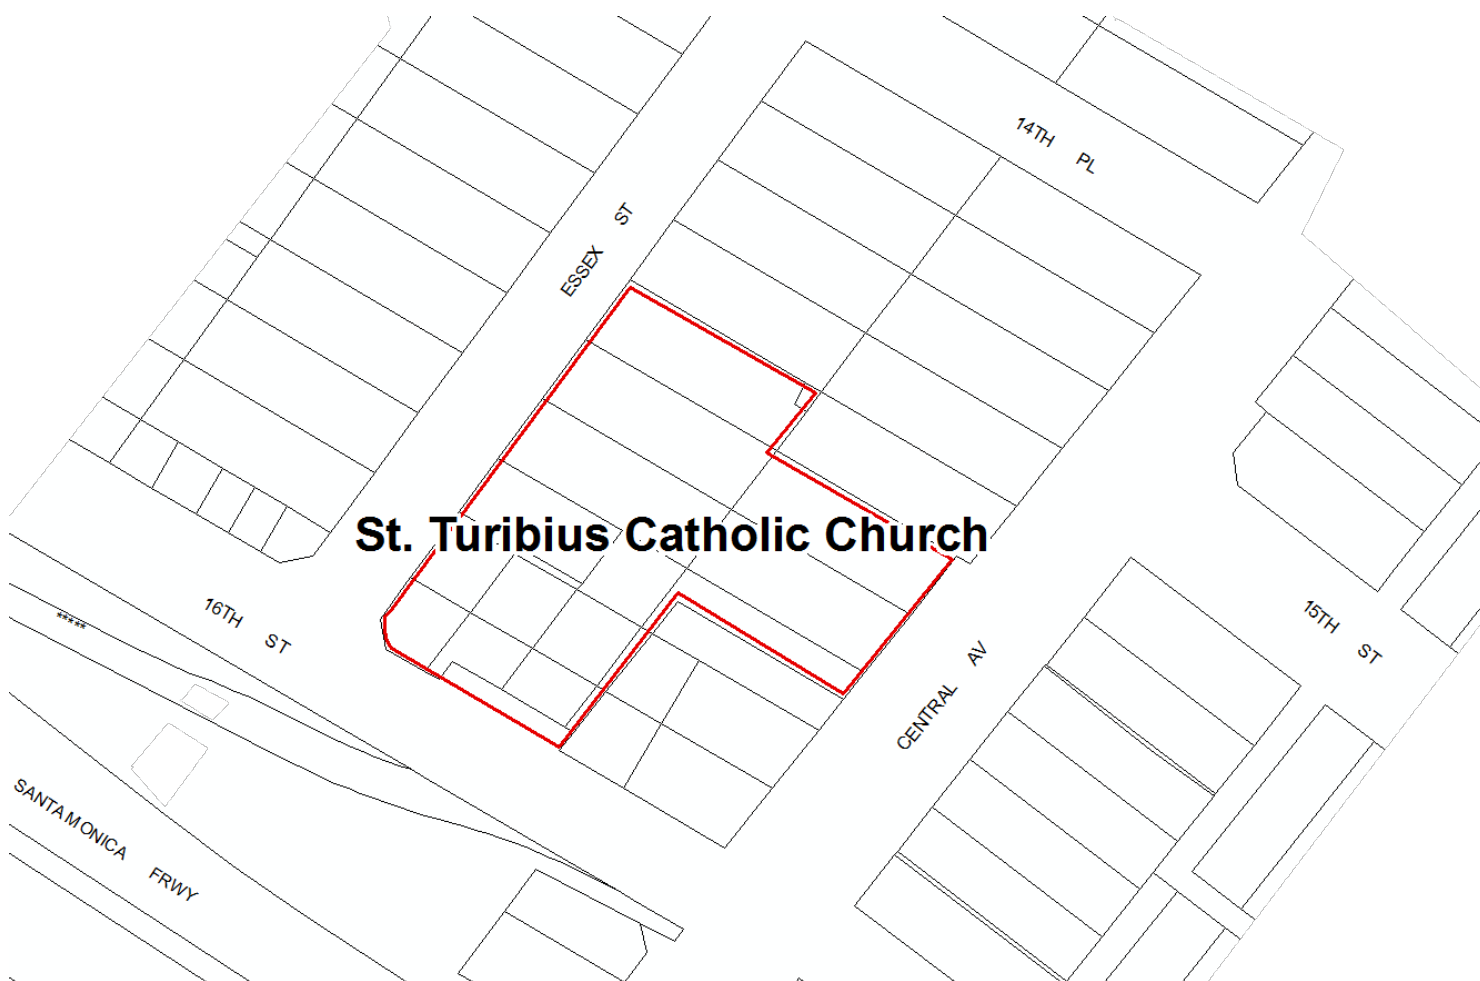 14TH PL
ESSEX ST
St. Turibius Catholic Church
16TH ST
*****
15TH ST
CENTRAL AV
SANTA MONICA FRWY